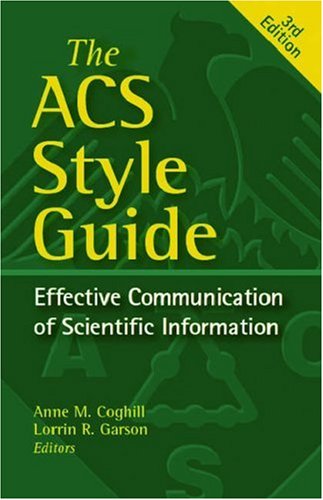 3rd
Edition
The
ACS
Style
Guide
Effective Communication
of Scientific Information
Anne M. Coghill
Lorrin R. Garson
Editors
A
C
S